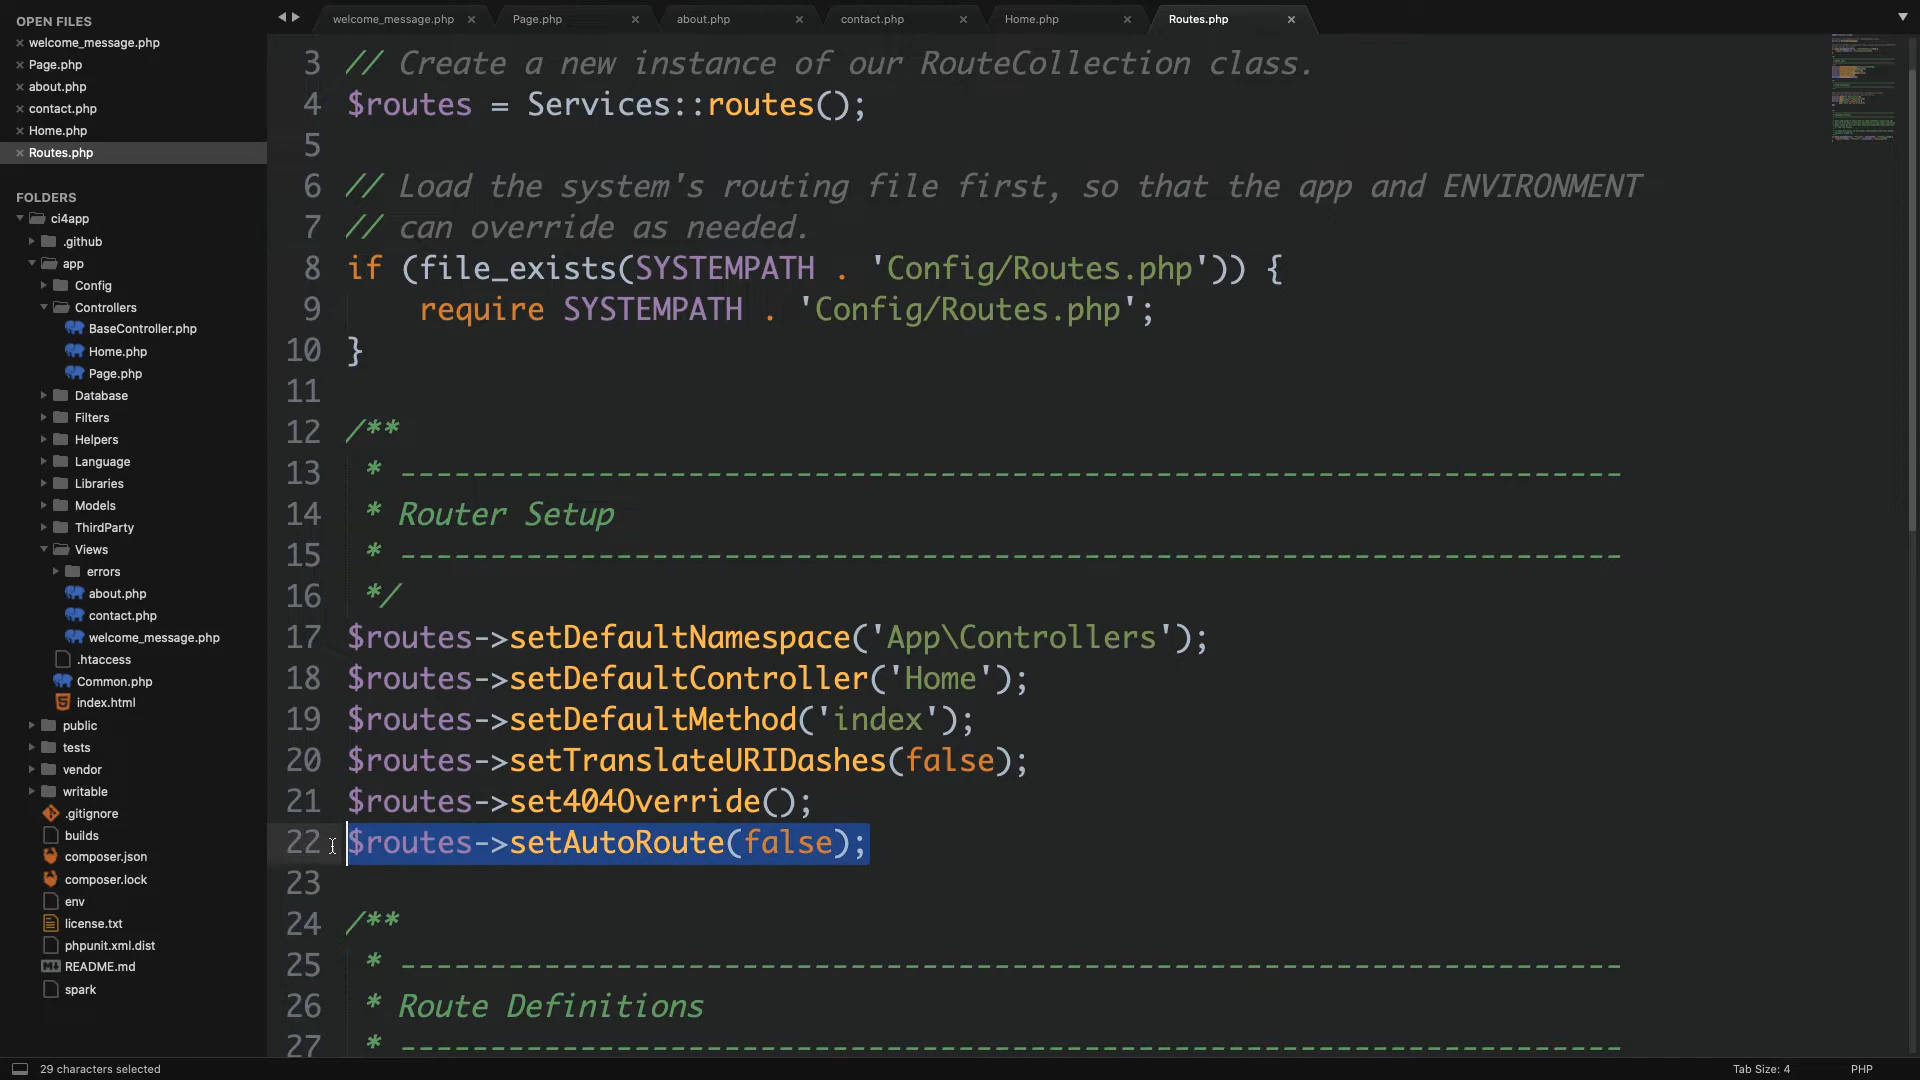 OPEN FILES
welcome_message.php
Page.php
about.php
contact.php
Home.php
Routes.php
FOLDERS
ci4app
.github
app
Config
Controllers
BaseController.php
Home.php
Page.php
Database
Filters
Helpers
Language
Libraries
Models
ThirdParty
Views
errors
about.php
contact.php
welcome_message.php
.htaccess
Common.php
index.html
public
tests
vendor
writable
.gitignore
builds
composer.json
composer.lock
env
license.txt
phpunit.xml.dist
README.md
spark
welcome_message.php Page.php about.php contact.php Home.php Routes.php
3 // Create a new instance of our RouteCollection class.
4 $routes = Services::routes();
5
6 // Load the system's routing file first, so that the app and ENVIRONMENT
7 // can override as needed.
8 if (file_exists(SYSTEMPATH . 'Config/Routes.php')) {
9 require SYSTEMPATH . 'Config/Routes.php';
10 }
11
12 /**
13 * --------------------------------------------------------------------
14 * Router Setup
15 * --------------------------------------------------------------------
16 */
17 $routes->setDefaultNamespace('App\Controllers');
18 $routes->setDefaultController('Home');
19 $routes->setDefaultMethod('index');
20 $routes->setTranslateURIDashes(false);
21 $routes->set404Override();
22 $routes->setAutoRoute(false);
23
24 /**
25 * --------------------------------------------------------------------
26 * Route Definitions
27 * --------------------------------------------------------------------
29 characters selected Tab Size: 4 PHP